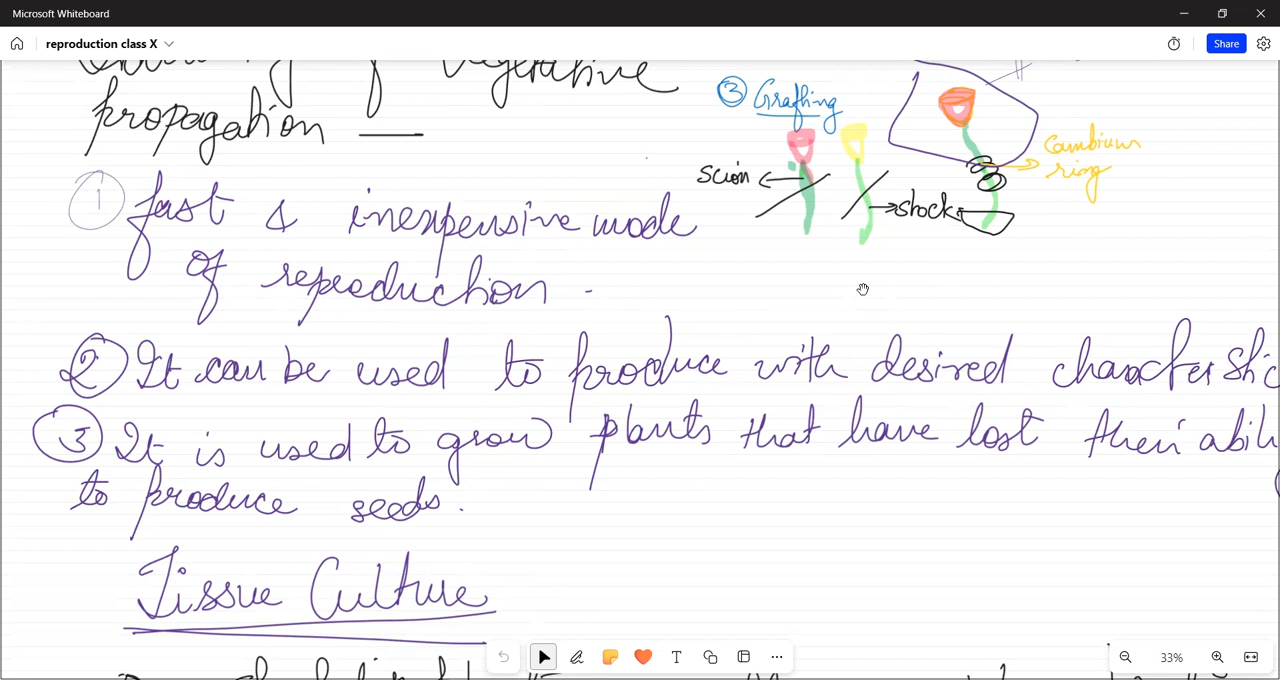 Microsoft Whiteboard
reproduction class X
Share
vegetative
propagation
① fast & inexpensive mode
of reproduction.
② It can be used to produce with desired characteristic
③ It is used to grow plants that have lost their abil
to produce seeds.
Tissue Culture
③ Grafting
scion
stock
Cambium
ring
33%